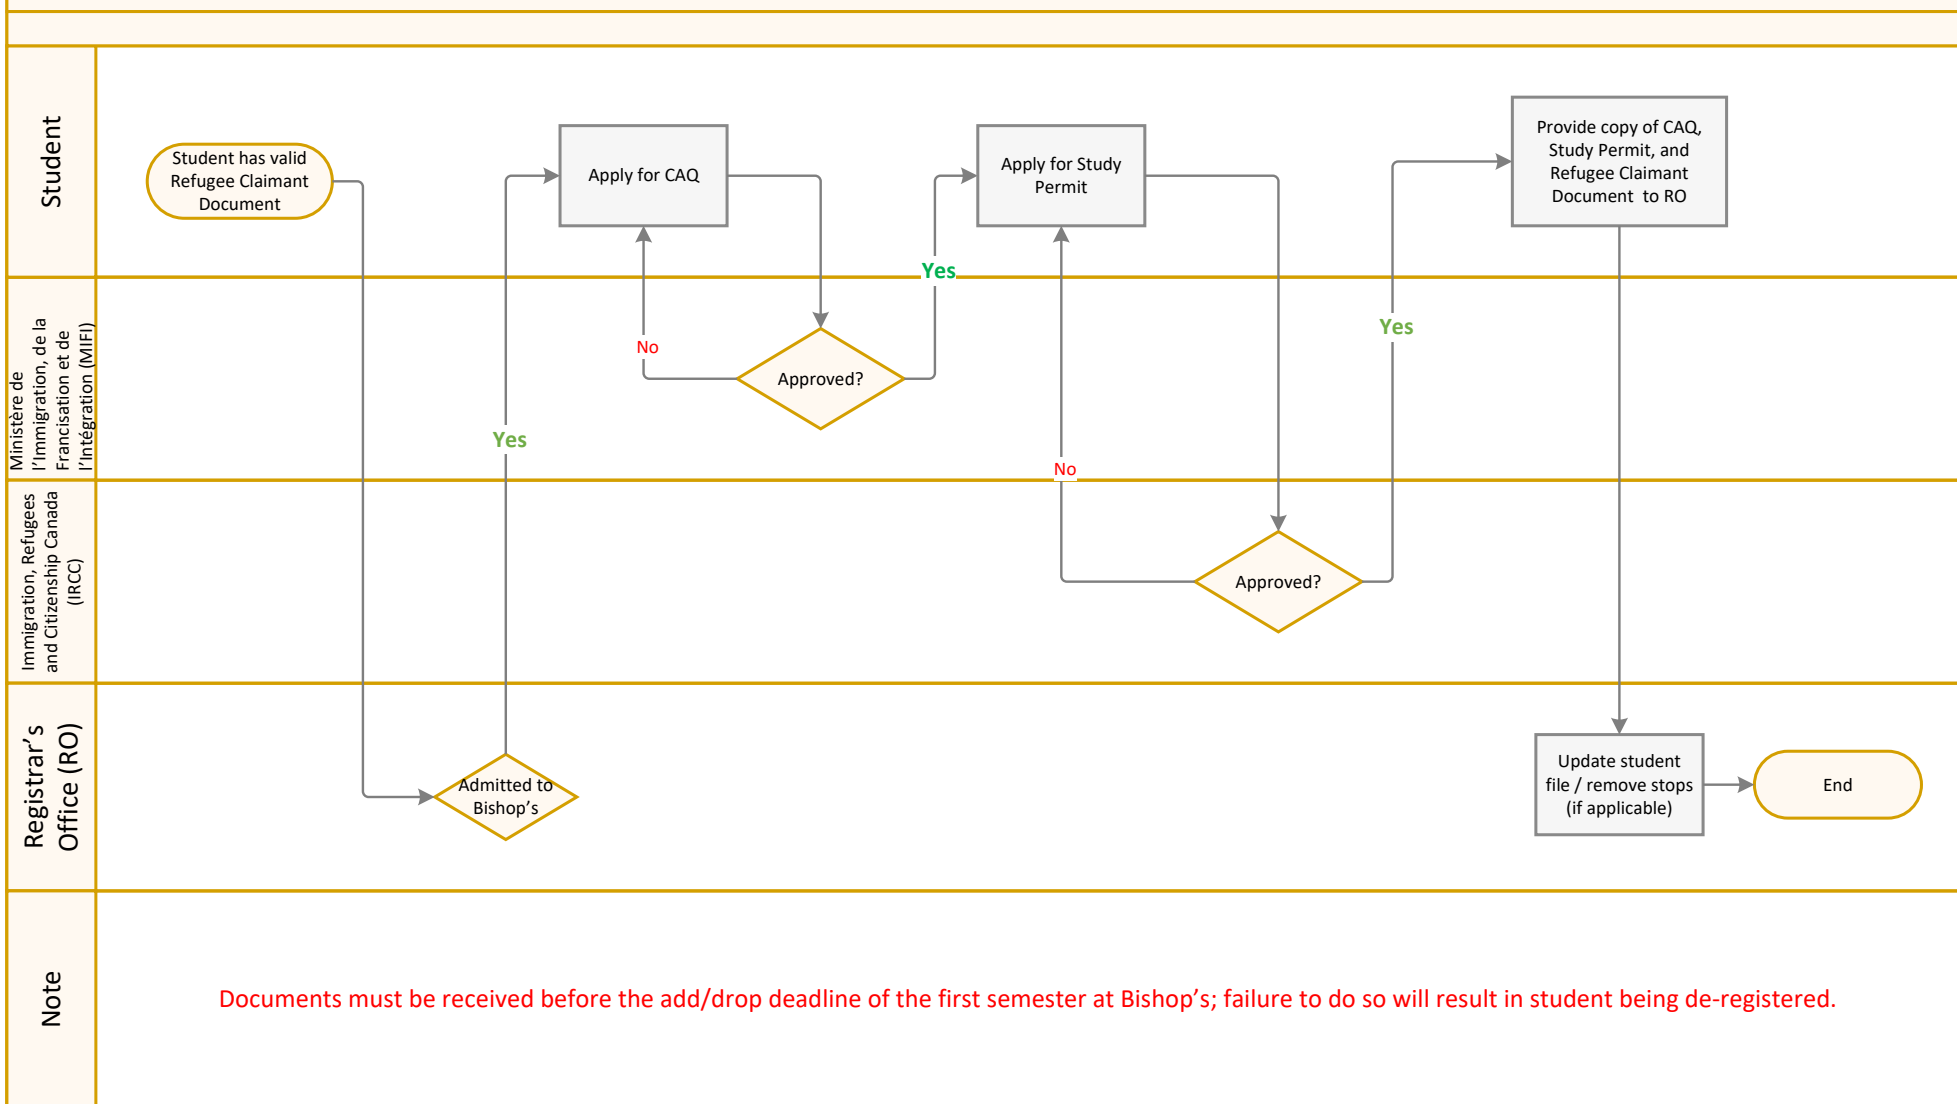 Student
Student has valid
Refugee Claimant
Document
Apply for CAQ
Apply for Study
Permit
Provide copy of CAQ,
Study Permit, and
Refugee Claimant
Document to RO
Yes
Ministère de
l’Immigration, de la
Francisation et de
l’Intégration (MIFI)
No
Approved?
Yes
Yes
No
Immigration, Refugees
and Citizenship Canada
(IRCC)
Approved?
Registrar’s
Office (RO)
Admitted to
Bishop’s
Update student
file / remove stops
(if applicable)
End
Note
Documents must be received before the add/drop deadline of the first semester at Bishop’s; failure to do so will result in student being de-registered.